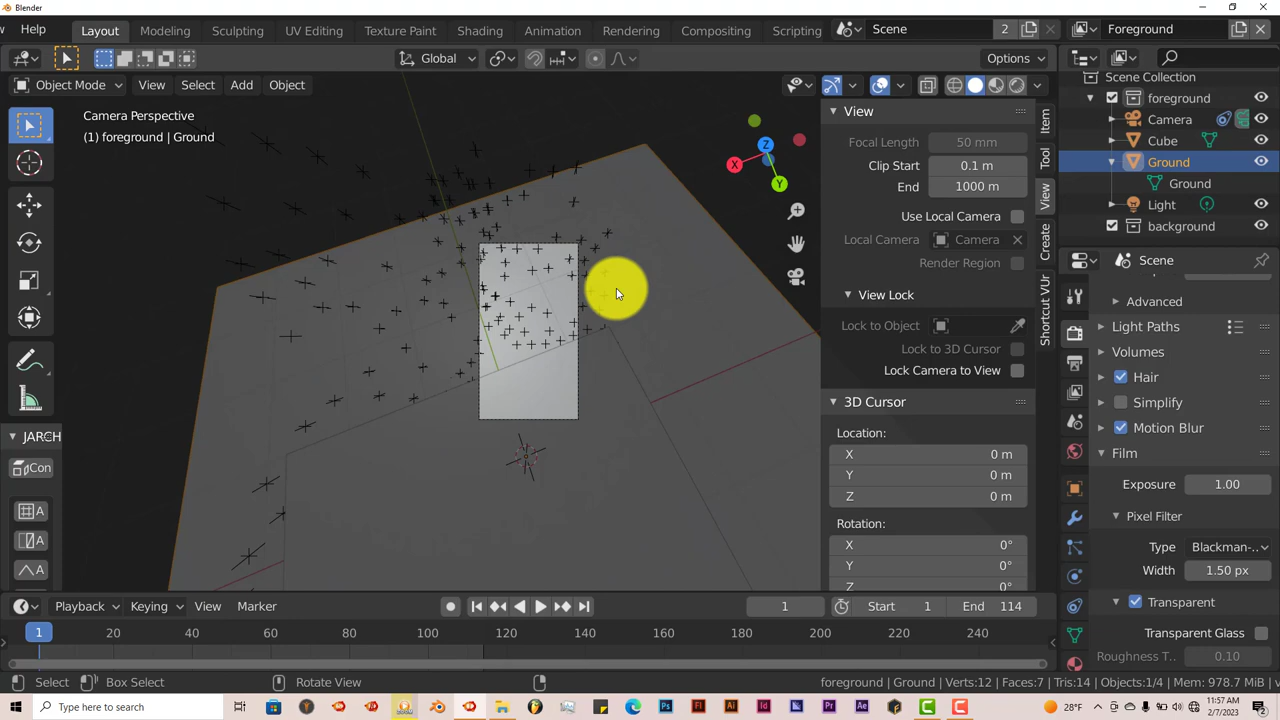 Blender
Help Layout Modeling Sculpting UV Editing Texture Paint Shading Animation Rendering Compositing Scripting Scene 2 Foreground
Global Options
Object Mode View Select Add Object
Camera Perspective
(1) foreground | Ground
X Y Z
JARCH
Con
A
A
A
View
Focal Length 50 mm
Clip Start 0.1 m
End 1000 m
Use Local Camera
Local Camera Camera
Render Region
View Lock
Lock to Object
Lock to 3D Cursor
Lock Camera to View
3D Cursor
Location:
X 0 m
Y 0 m
Z 0 m
Rotation:
X 0°
Y 0°
Z 0°
Item
Tool
View
Create
Shortcut VUr
Scene Collection
foreground
Camera
Cube
Ground
Ground
Light
background
Scene
Advanced
Light Paths
Volumes
Hair
Simplify
Motion Blur
Film
Exposure 1.00
Pixel Filter
Type Blackman-..
Width 1.50 px
Transparent
Transparent Glass
Roughness T... 0.10
Playback Keying View Marker 1 Start 1 End 114
1 20 40 60 80 100 120 140 160 180 200 220 240
Select Box Select Rotate View foreground | Ground | Verts:12 | Faces:7 | Tris:14 | Objects:1/4 | Mem: 978.7 MiB
Type here to search 28°F 11:57 AM
2/7/2023